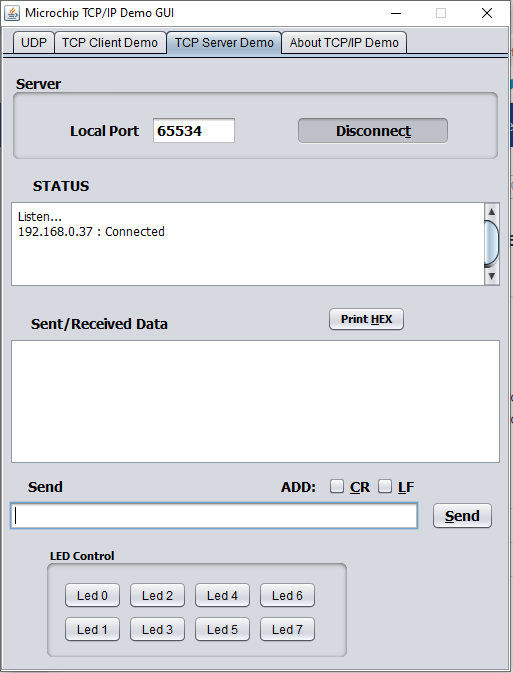 Microchip TCP/IP Demo GUI
UDP TCP Client Demo TCP Server Demo About TCP/IP Demo
Server
Local Port 65534 Disconnect
STATUS
Listen...
192.168.0.37 : Connected
Sent/Received Data Print HEX
Send ADD: CR LF
Send
LED Control
Led 0 Led 2 Led 4 Led 6
Led 1 Led 3 Led 5 Led 7